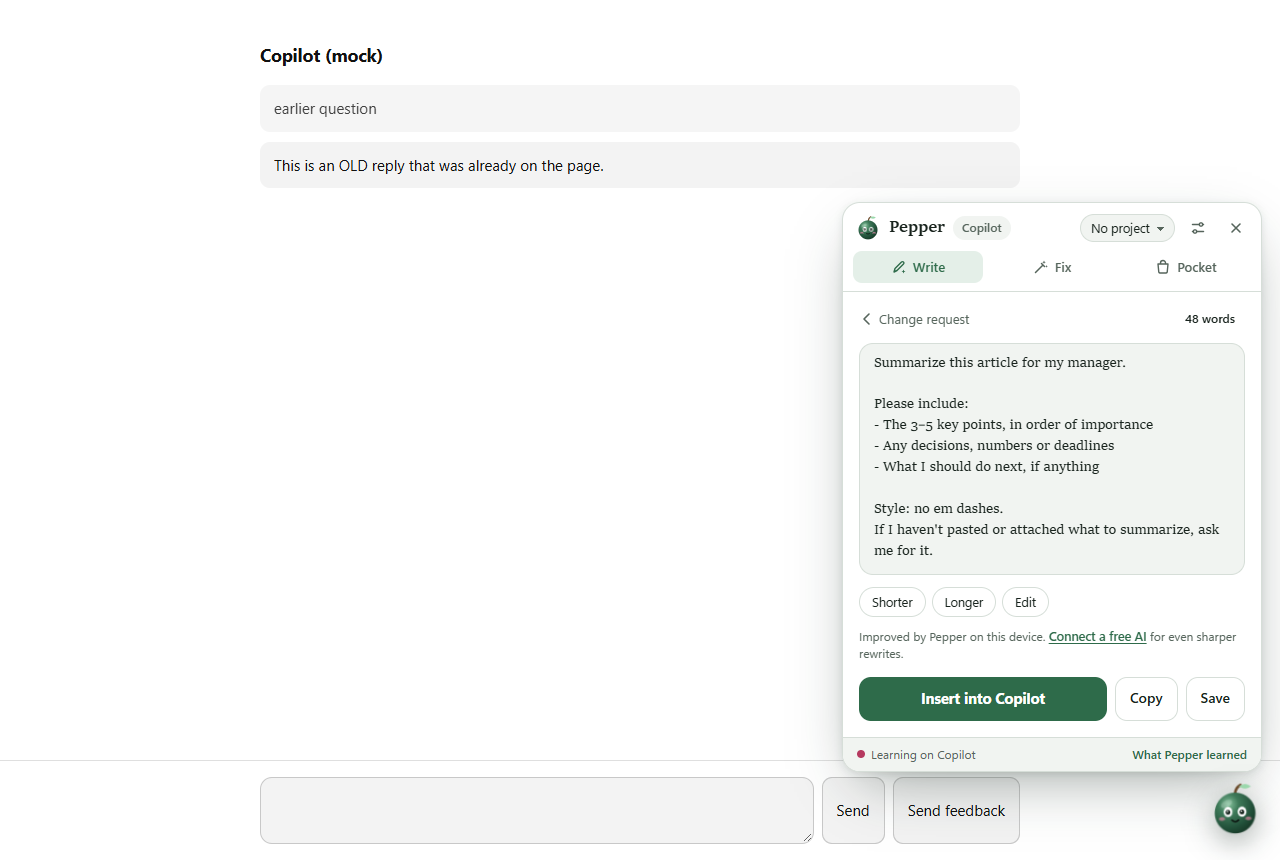 Copilot (mock)
earlier question
This is an OLD reply that was already on the page.
Pepper Copilot No project
Write Fix Pocket
Change request 48 words
Summarize this article for my manager.
Please include:
- The 3–5 key points, in order of importance
- Any decisions, numbers or deadlines
- What I should do next, if anything
Style: no em dashes.
If I haven't pasted or attached what to summarize, ask
me for it.
Shorter Longer Edit
Improved by Pepper on this device. Connect a free AI for even sharper
rewrites.
Insert into Copilot Copy Save
Learning on Copilot What Pepper learned
Send Send feedback